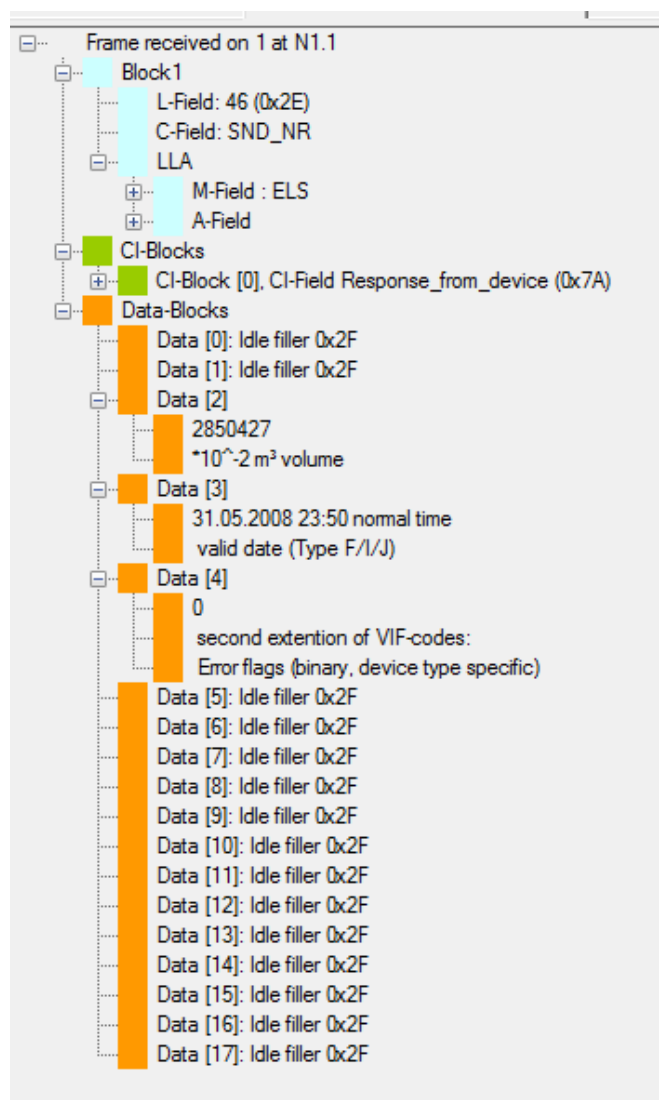 Frame received on 1 at N1.1
Block1
L-Field: 46 (0x2E)
C-Field: SND_NR
LLA
M-Field : ELS
A-Field
CI-Blocks
CI-Block [0], CI-Field Response_from_device (0x7A)
Data-Blocks
Data [0]: Idle filler 0x2F
Data [1]: Idle filler 0x2F
Data [2]
2850427
*10^-2 m³ volume
Data [3]
31.05.2008 23:50 normal time
valid date (Type F/I/J)
Data [4]
0
second extention of VIF-codes:
Error flags (binary, device type specific)
Data [5]: Idle filler 0x2F
Data [6]: Idle filler 0x2F
Data [7]: Idle filler 0x2F
Data [8]: Idle filler 0x2F
Data [9]: Idle filler 0x2F
Data [10]: Idle filler 0x2F
Data [11]: Idle filler 0x2F
Data [12]: Idle filler 0x2F
Data [13]: Idle filler 0x2F
Data [14]: Idle filler 0x2F
Data [15]: Idle filler 0x2F
Data [16]: Idle filler 0x2F
Data [17]: Idle filler 0x2F